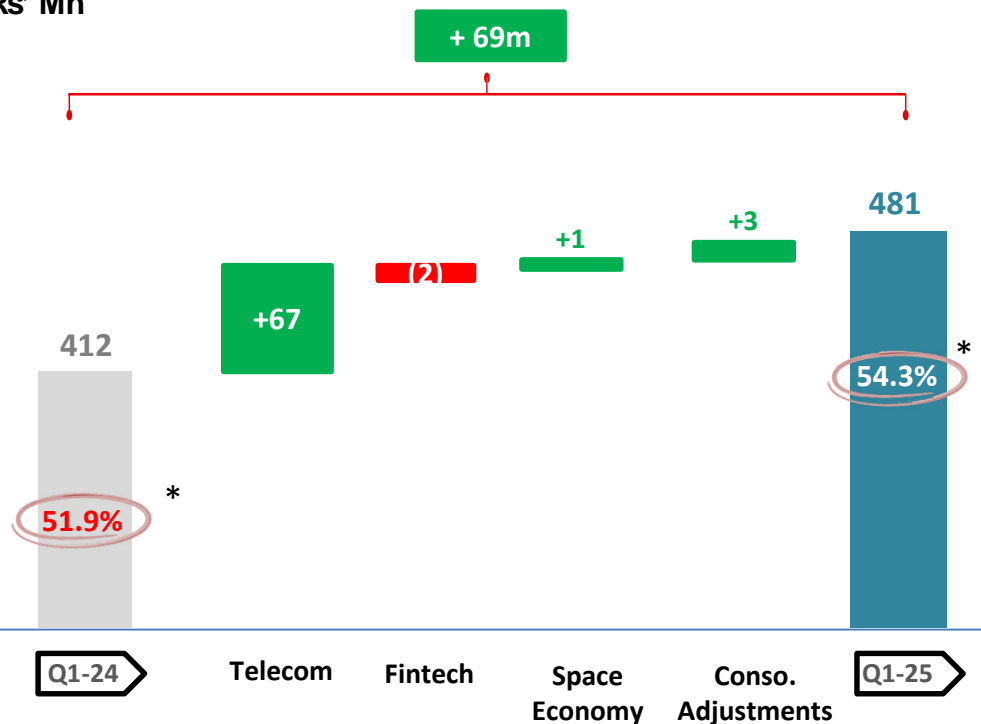 Mn
+ 69m
481
+3
+1
(2)
+67
412
*
54.3%
*
51.9%
Q1-24
Telecom
Fintech
Space
Economy
Conso.
Adjustments
Q1-25